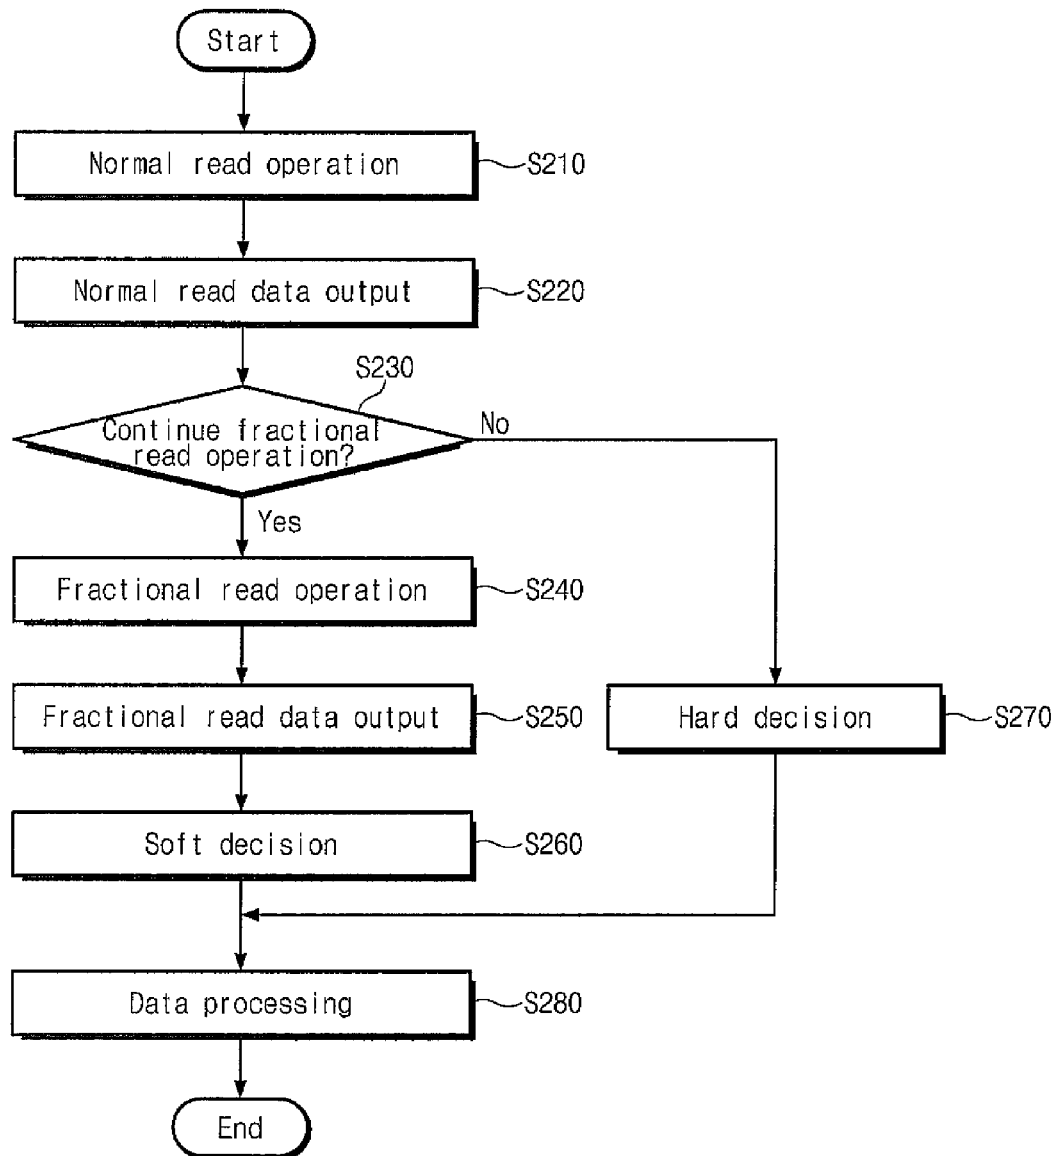 Start
Normal read operation
S210
Normal read data output
S220
S230
Continue fractional
read operation?
No
Yes
Fractional read operation
S240
Fractional read data output
S250
Hard decision
S270
Soft decision
S260
Data processing
S280
End